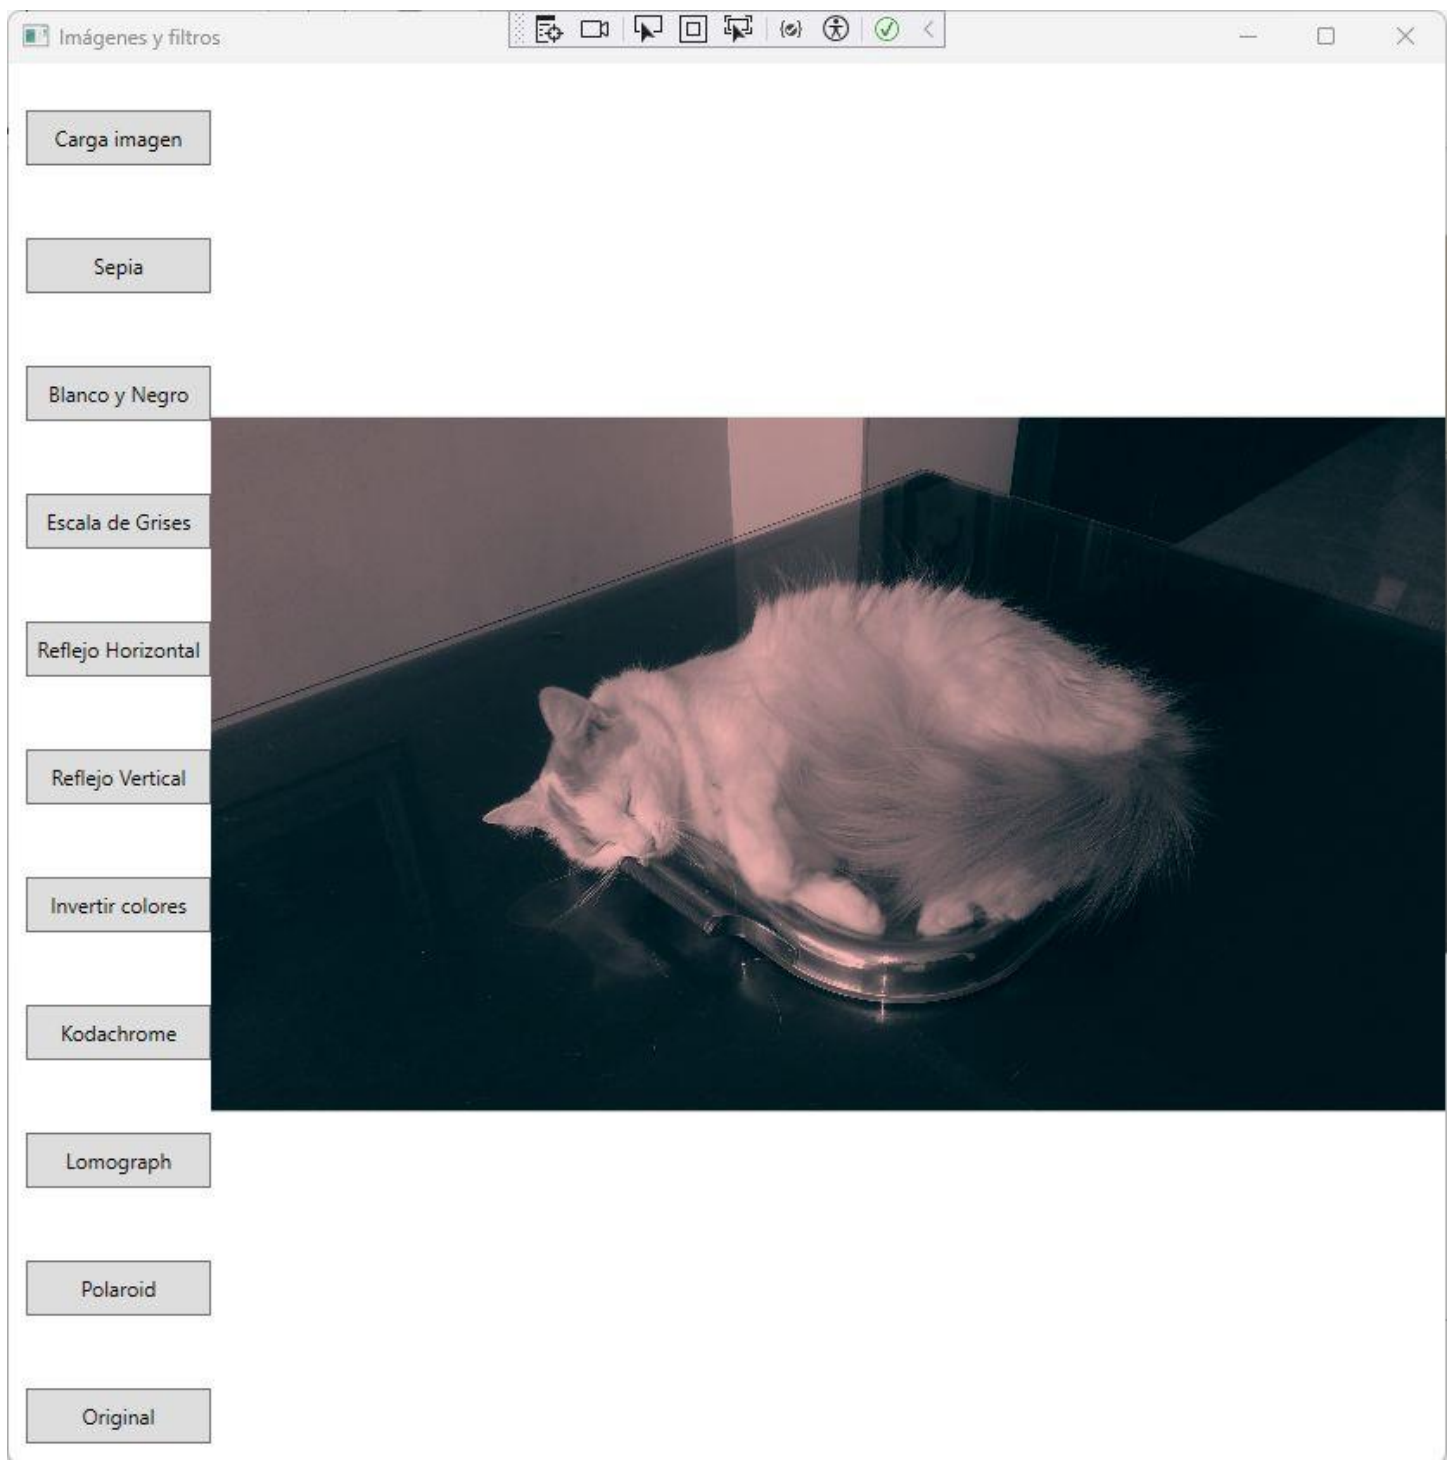 Imágenes y filtros
Carga imagen
Sepia
Blanco y Negro
Escala de Grises
Reflejo Horizontal
Reflejo Vertical
Invertir colores
Kodachrome
Lomograph
Polaroid
Original